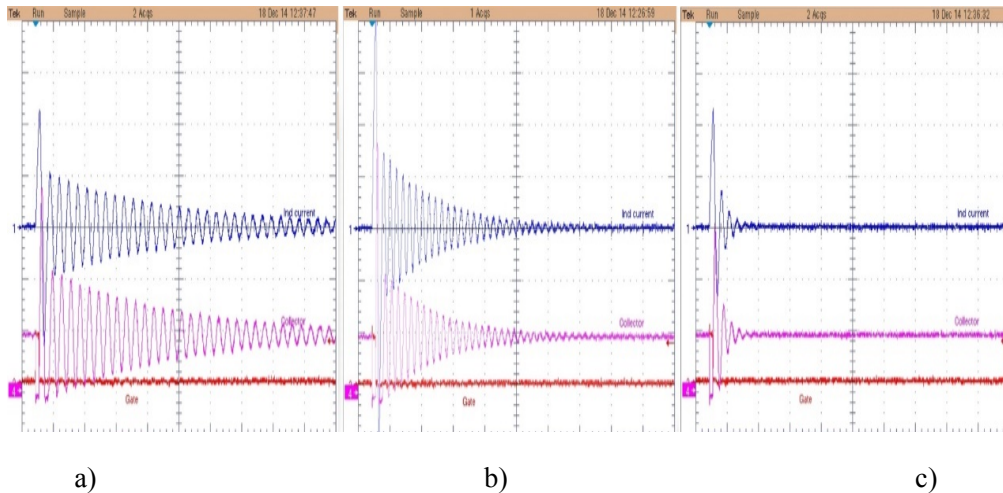 Tek Run Sample 2 Acqs 18 Dec 14 12:37:47
1
Ind current
Collector
Gate
Tek Run Sample 1 Acqs 18 Dec 14 12:26:59
1
Ind current
Collector
Gate
Tek Run Sample 2 Acqs 18 Dec 14 12:36:32
1
Ind current
Collector
Gate
a) b) c)